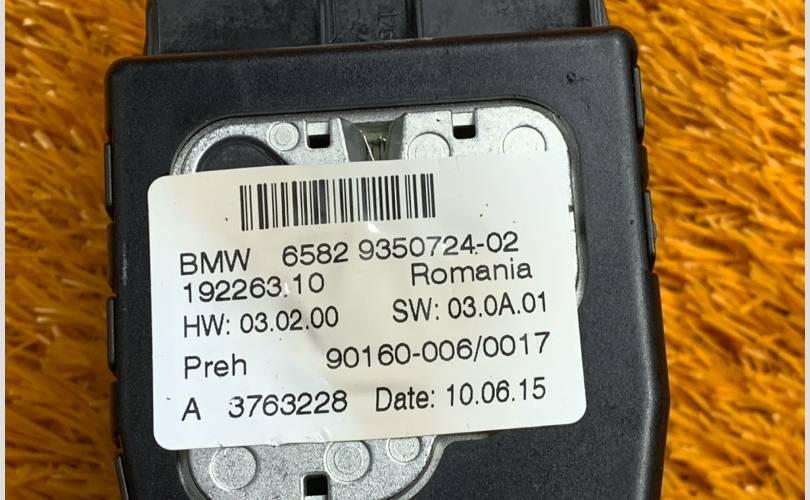 BMW 6582 9350724-02
192263.10 Romania
HW: 03.02.00 SW: 03.0A.01
Preh 90160-006/0017
A 3763228 Date: 10.06.15